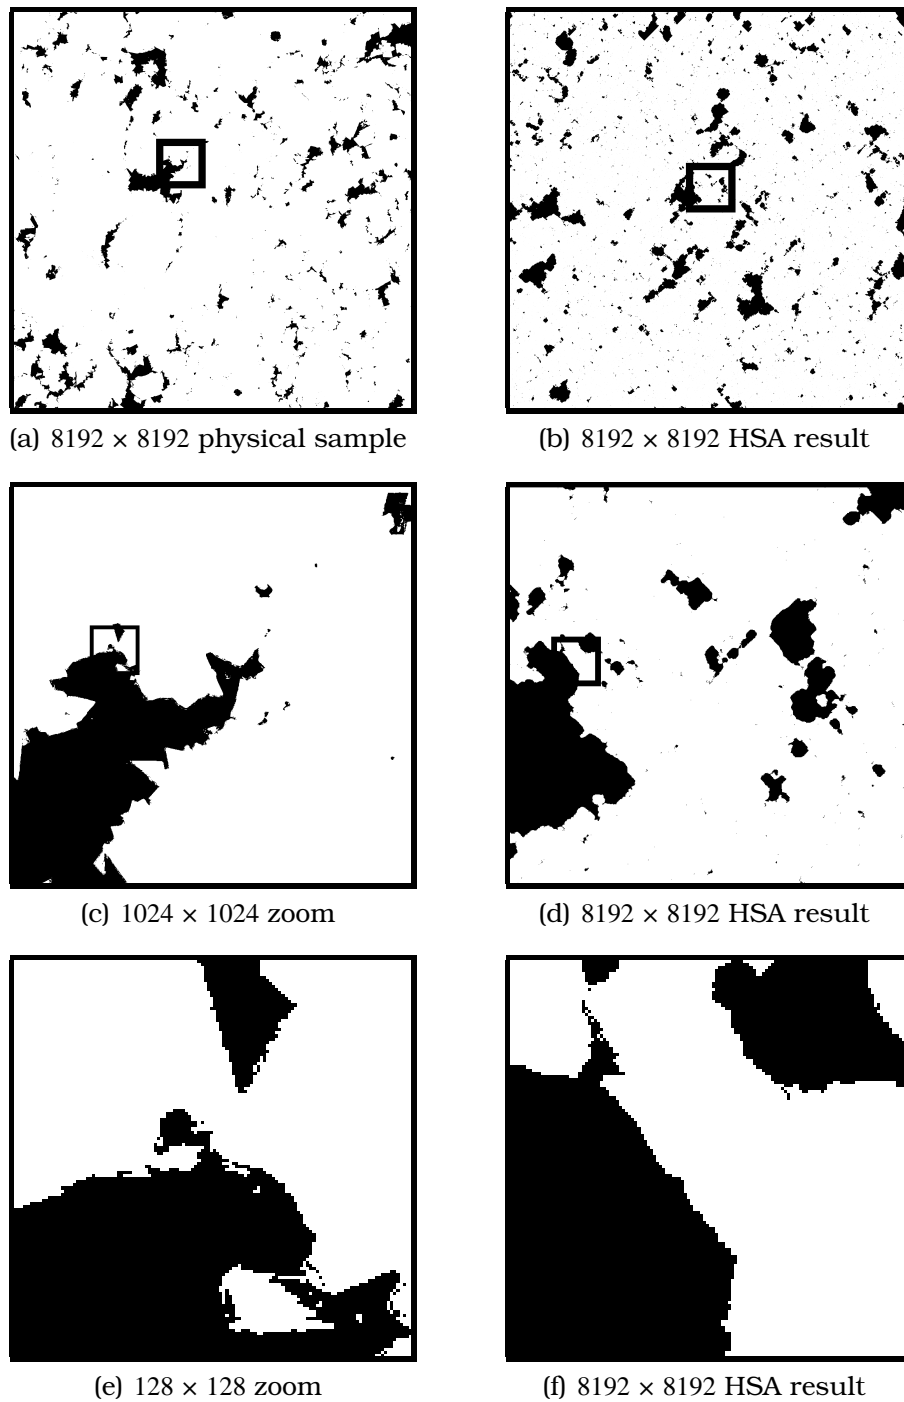 (a) 8192 × 8192 physical sample
(b) 8192 × 8192 HSA result
(c) 1024 × 1024 zoom
(d) 8192 × 8192 HSA result
(e) 128 × 128 zoom
(f) 8192 × 8192 HSA result